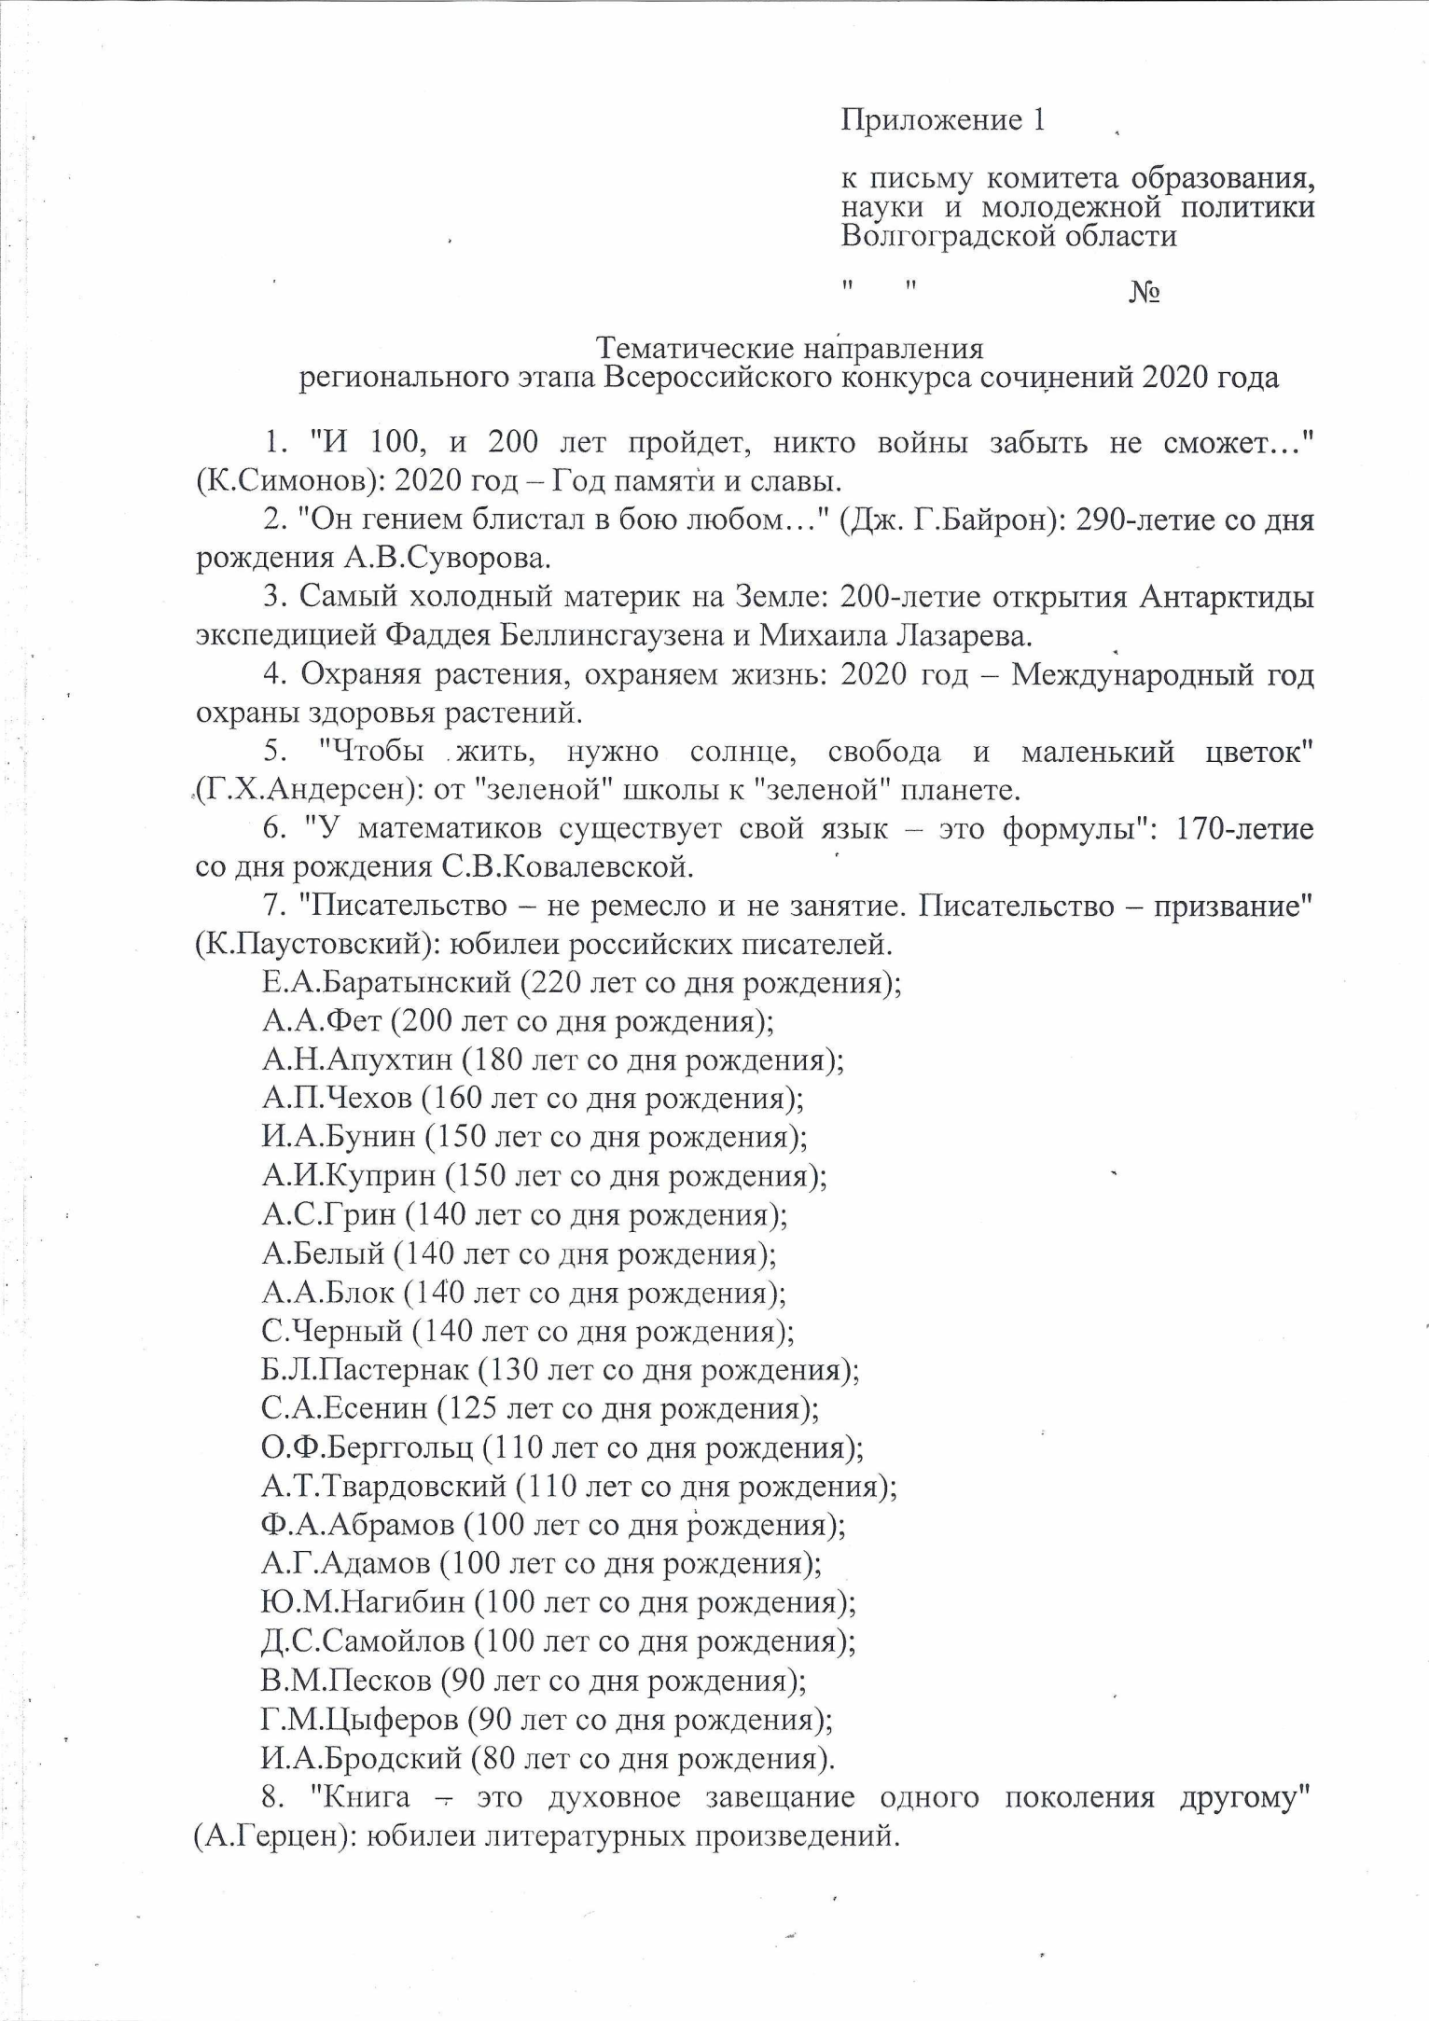 Приложение 1
к письму комитета образования,
науки и молодежной политики
Волгоградской области
" " №
Тематические направления
регионального этапа Всероссийского конкурса сочинений 2020 года
1. "И 100, и 200 лет пройдет, никто войны забыть не сможет..."
(К.Симонов): 2020 год – Год памяти и славы.
2. "Он гением блистал в бою любом..." (Дж. Г.Байрон): 290-летие со дня
рождения А.В.Суворова.
3. Самый холодный материк на Земле: 200-летие открытия Антарктиды
экспедицией Фаддея Беллинсгаузена и Михаила Лазарева.
4. Охраняя растения, охраняем жизнь: 2020 год – Международный год
охраны здоровья растений.
5. "Чтобы жить, нужно солнце, свобода и маленький цветок"
(Г.Х.Андерсен): от "зеленой" школы к "зеленой" планете.
6. "У математиков существует свой язык – это формулы": 170-летие
со дня рождения С.В.Ковалевской.
7. "Писательство – не ремесло и не занятие. Писательство – призвание"
(К.Паустовский): юбилеи российских писателей.
Е.А.Баратынский (220 лет со дня рождения);
А.А.Фет (200 лет со дня рождения);
А.Н.Апухтин (180 лет со дня рождения);
А.П.Чехов (160 лет со дня рождения);
И.А.Бунин (150 лет со дня рождения);
А.И.Куприн (150 лет со дня рождения);
А.С.Грин (140 лет со дня рождения);
А.Белый (140 лет со дня рождения);
А.А.Блок (140 лет со дня рождения);
С.Черный (140 лет со дня рождения);
Б.Л.Пастернак (130 лет со дня рождения);
С.А.Есенин (125 лет со дня рождения);
О.Ф.Берггольц (110 лет со дня рождения);
А.Т.Твардовский (110 лет со дня рождения);
Ф.А.Абрамов (100 лет со дня рождения);
А.Г.Адамов (100 лет со дня рождения);
Ю.М.Нагибин (100 лет со дня рождения);
Д.С.Самойлов (100 лет со дня рождения);
В.М.Песков (90 лет со дня рождения);
Г.М.Цыферов (90 лет со дня рождения);
И.А.Бродский (80 лет со дня рождения).
8. "Книга – это духовное завещание одного поколения другому"
(А.Герцен): юбилеи литературных произведений.